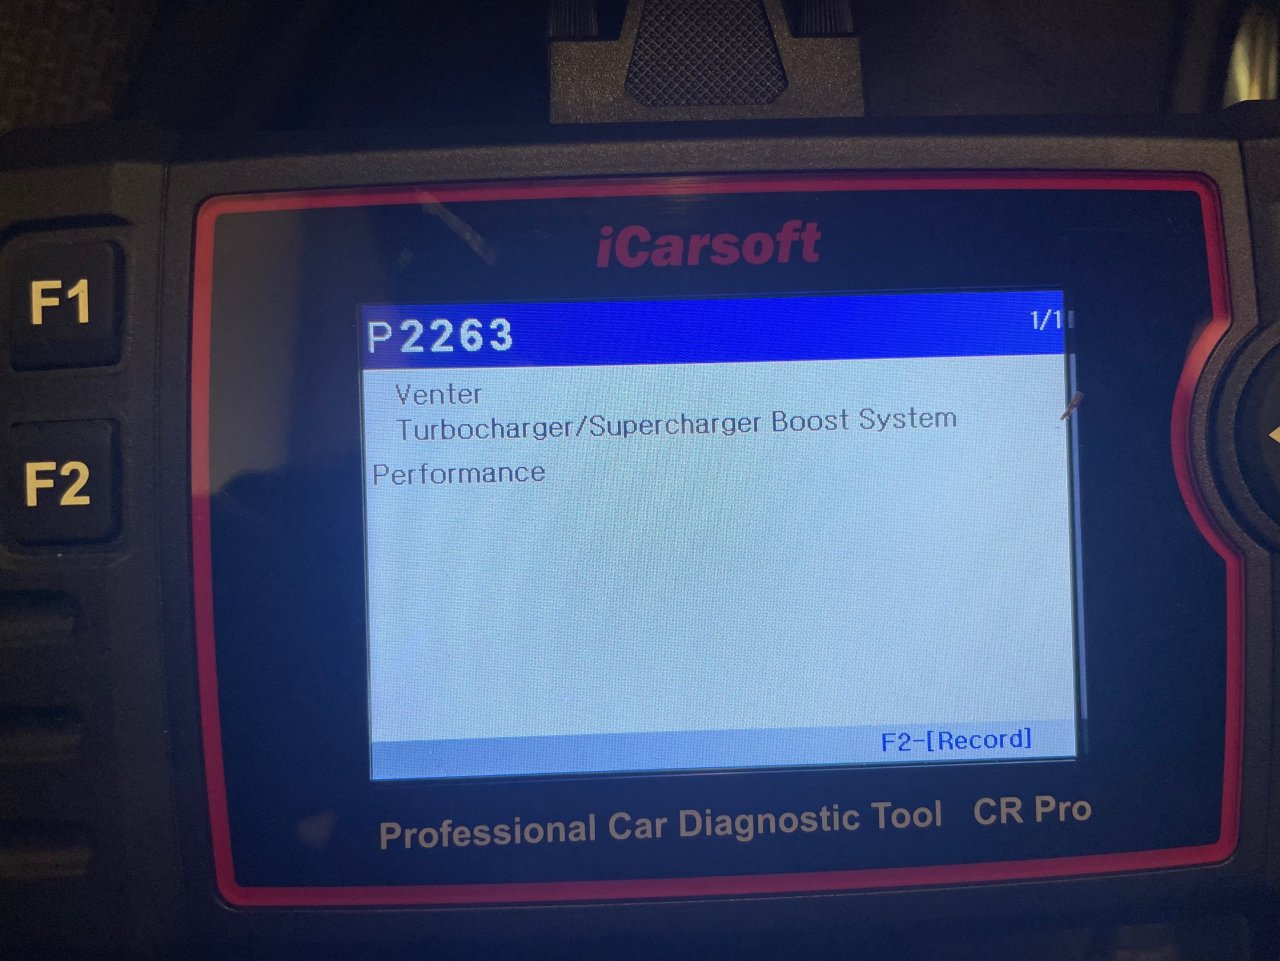 iCarsoft
F1
P2263 1/1
Venter
Turbocharger/Supercharger Boost System
Performance
F2
F2-[Record]
Professional Car Diagnostic Tool CR Pro